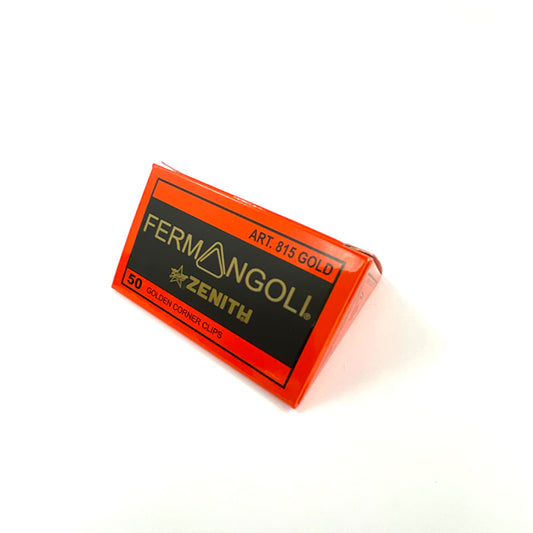 ART. 815 GOLD
FERMANGOLI®
ZENITH
50 GOLDEN CORNER CLIPS